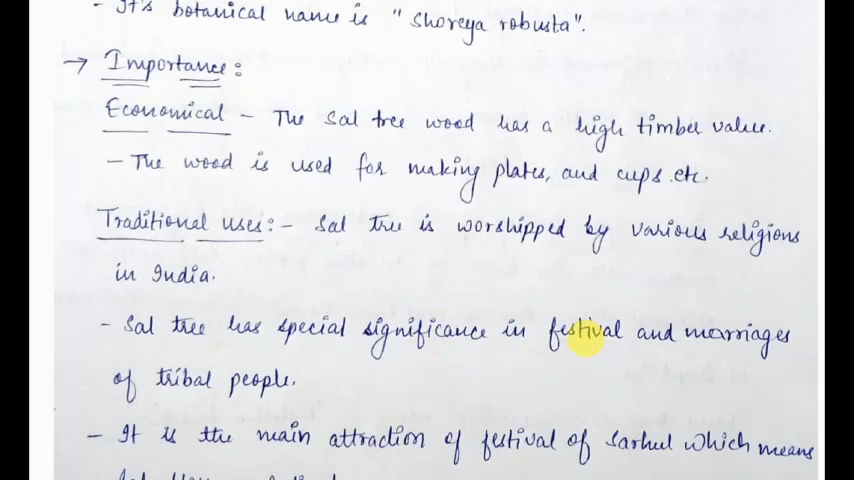 - It's botanical name is "Shoreya robusta".
→ Importance:
Economical - The Sal tree wood has a high timber value.
- The wood is used for making plates, and cups etc.
Traditional uses:- Sal tree is worshipped by various religions
in India.
- Sal tree has special significance in festival and marriages
of tribal people.
- It is the main attraction of festival of Sarhul which means